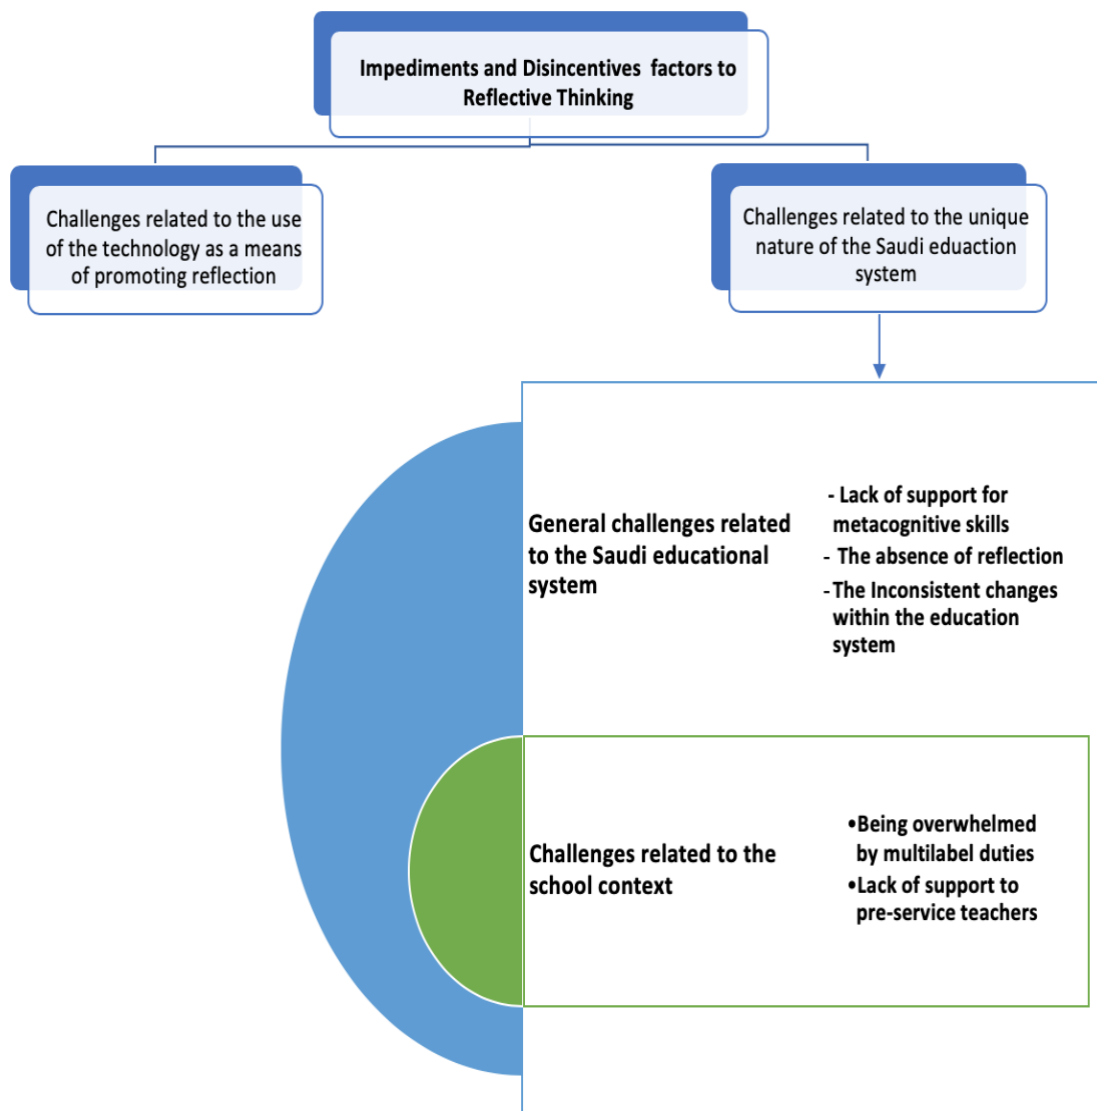 Impediments and Disincentives factors to
Reflective Thinking
Challenges related to the use
of the technology as a means
of promoting reflection
Challenges related to the unique
nature of the Saudi eduaction
system
General challenges related
to the Saudi educational
system
- Lack of support for
metacognitive skills
- The absence of reflection
- The Inconsistent changes
within the education
system
Challenges related to the
school context
•Being overwhelmed
by multilabel duties
•Lack of support to
pre-service teachers